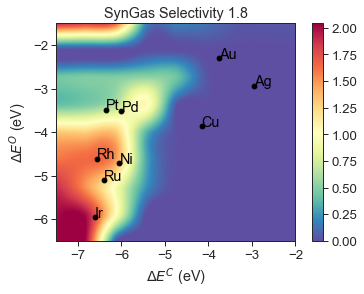 SynGas Selectivity 1.8
ΔE^O (eV)
−2
−3
−4
−5
−6
Au
Ag
Pt
Pd
Cu
Rh
Ni
Ru
Ir
−7
−6
−5
−4
−3
−2
ΔE^C (eV)
2.00
1.75
1.50
1.25
1.00
0.75
0.50
0.25
0.00